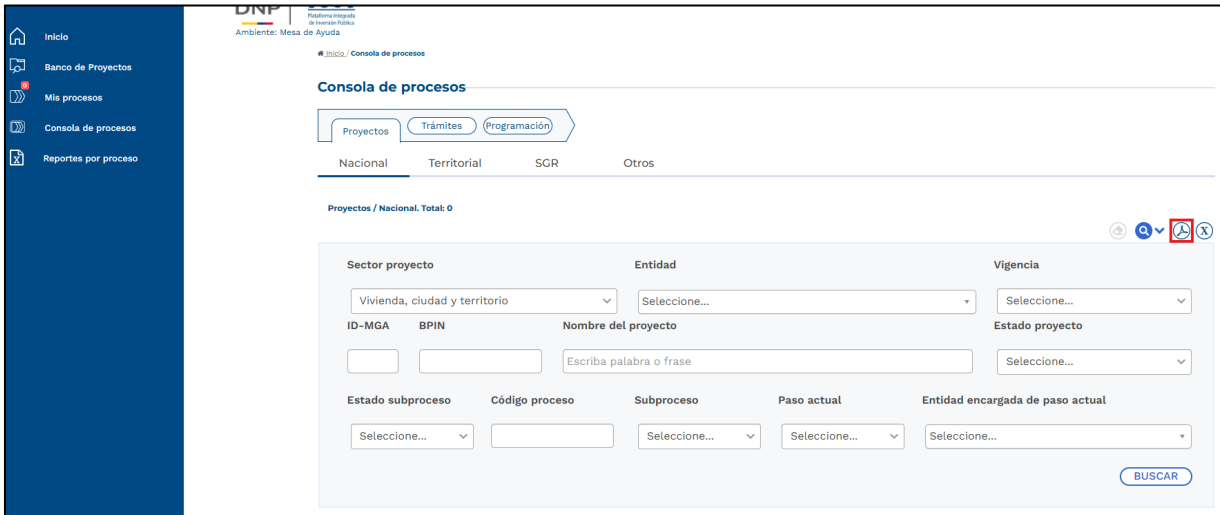 DNP
Plataforma Integrada
de Inversión Pública
Ambiente: Mesa de Ayuda
Inicio
Banco de Proyectos
0
Mis procesos
Consola de procesos
Reportes por proceso
Inicio / Consola de procesos
Consola de procesos
Proyectos Trámites Programación
Nacional Territorial SGR Otros
Proyectos / Nacional. Total: 0
X
Sector proyecto Entidad Vigencia
Vivienda, ciudad y territorio Seleccione... Seleccione...
ID-MGA BPIN Nombre del proyecto Estado proyecto
Escriba palabra o frase Seleccione...
Estado subproceso Código proceso Subproceso Paso actual Entidad encargada de paso actual
Seleccione... Seleccione... Seleccione... Seleccione...
BUSCAR